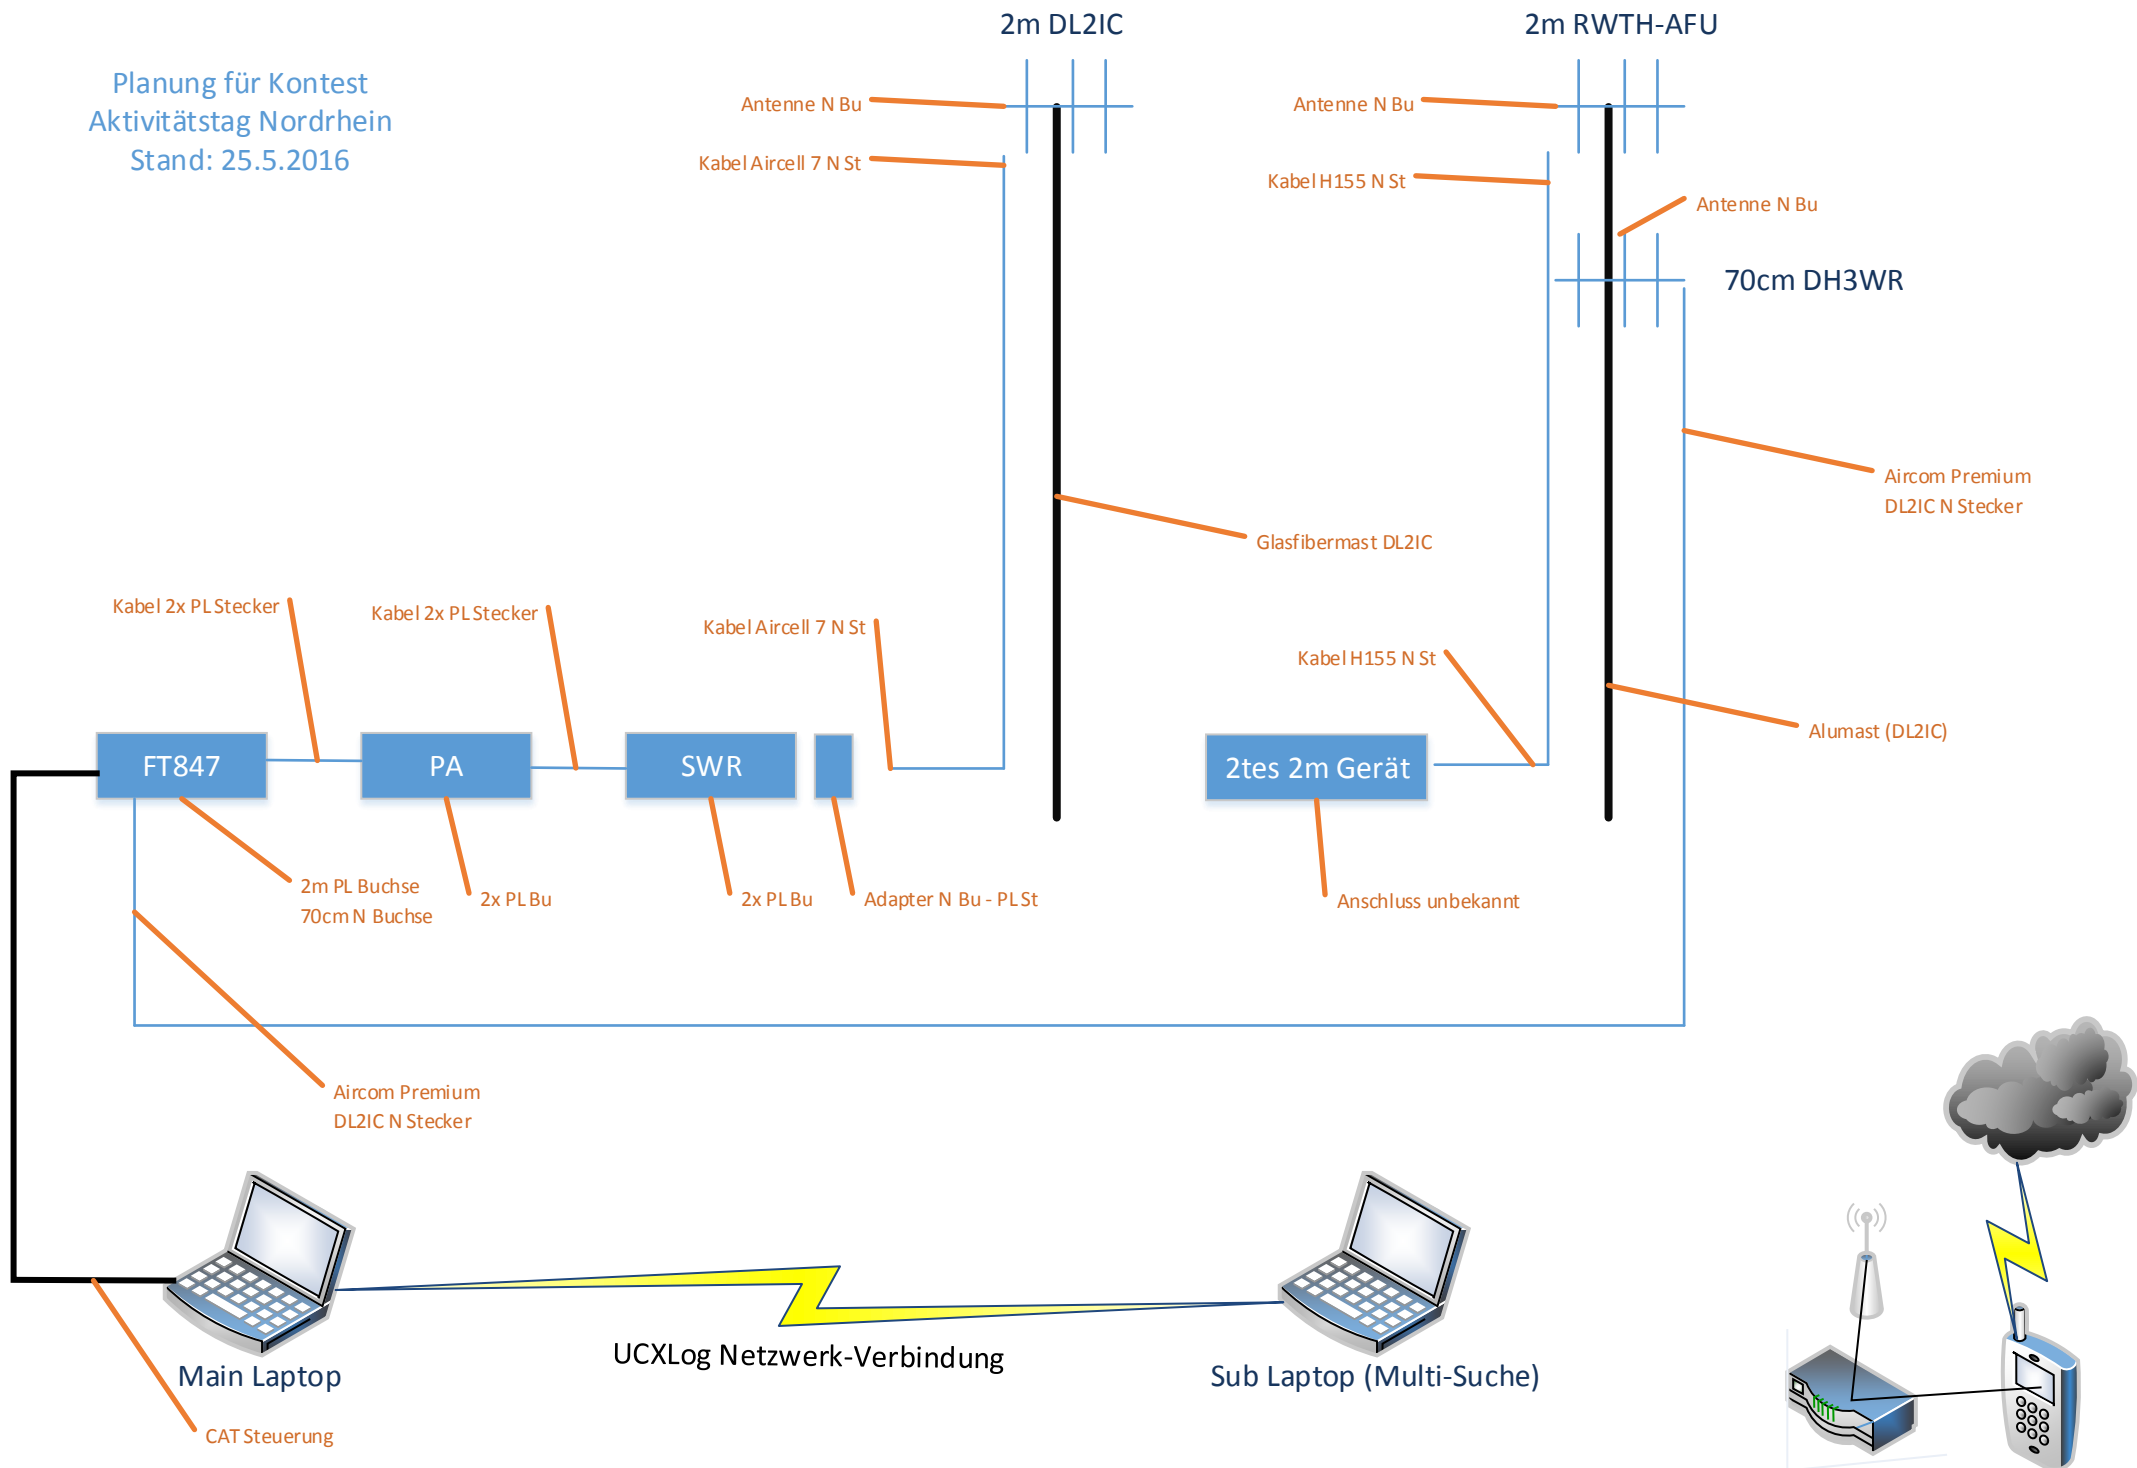 2m DL2IC
2m RWTH-AFU
Planung für Kontest
Aktivitätstag Nordrhein
Stand: 25.5.2016
Antenne N Bu
Antenne N Bu
Kabel Aircell 7 N St
Kabel H155 N St
Antenne N Bu
70cm DH3WR
Aircom Premium
DL2IC N Stecker
Glasfibermast DL2IC
Kabel 2x PL Stecker
Kabel 2x PL Stecker
Kabel Aircell 7 N St
Kabel H155 N St
Alumast (DL2IC)
FT847
PA
SWR
2tes 2m Gerät
2m PL Buchse
70cm N Buchse
2x PL Bu
2x PL Bu
Adapter N Bu - PL St
Anschluss unbekannt
Aircom Premium
DL2IC N Stecker
UCXLog Netzwerk-Verbindung
Main Laptop
Sub Laptop (Multi-Suche)
CAT Steuerung